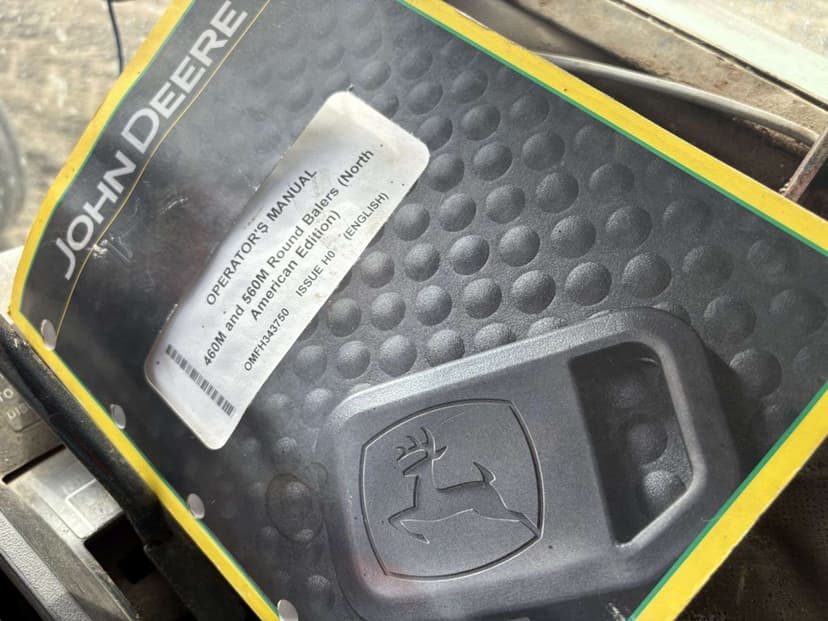 JOHN DEERE
OPERATOR'S MANUAL
460M and 560M Round Balers (North
American Edition)
OMFH343750 ISSUE H0 (ENGLISH)